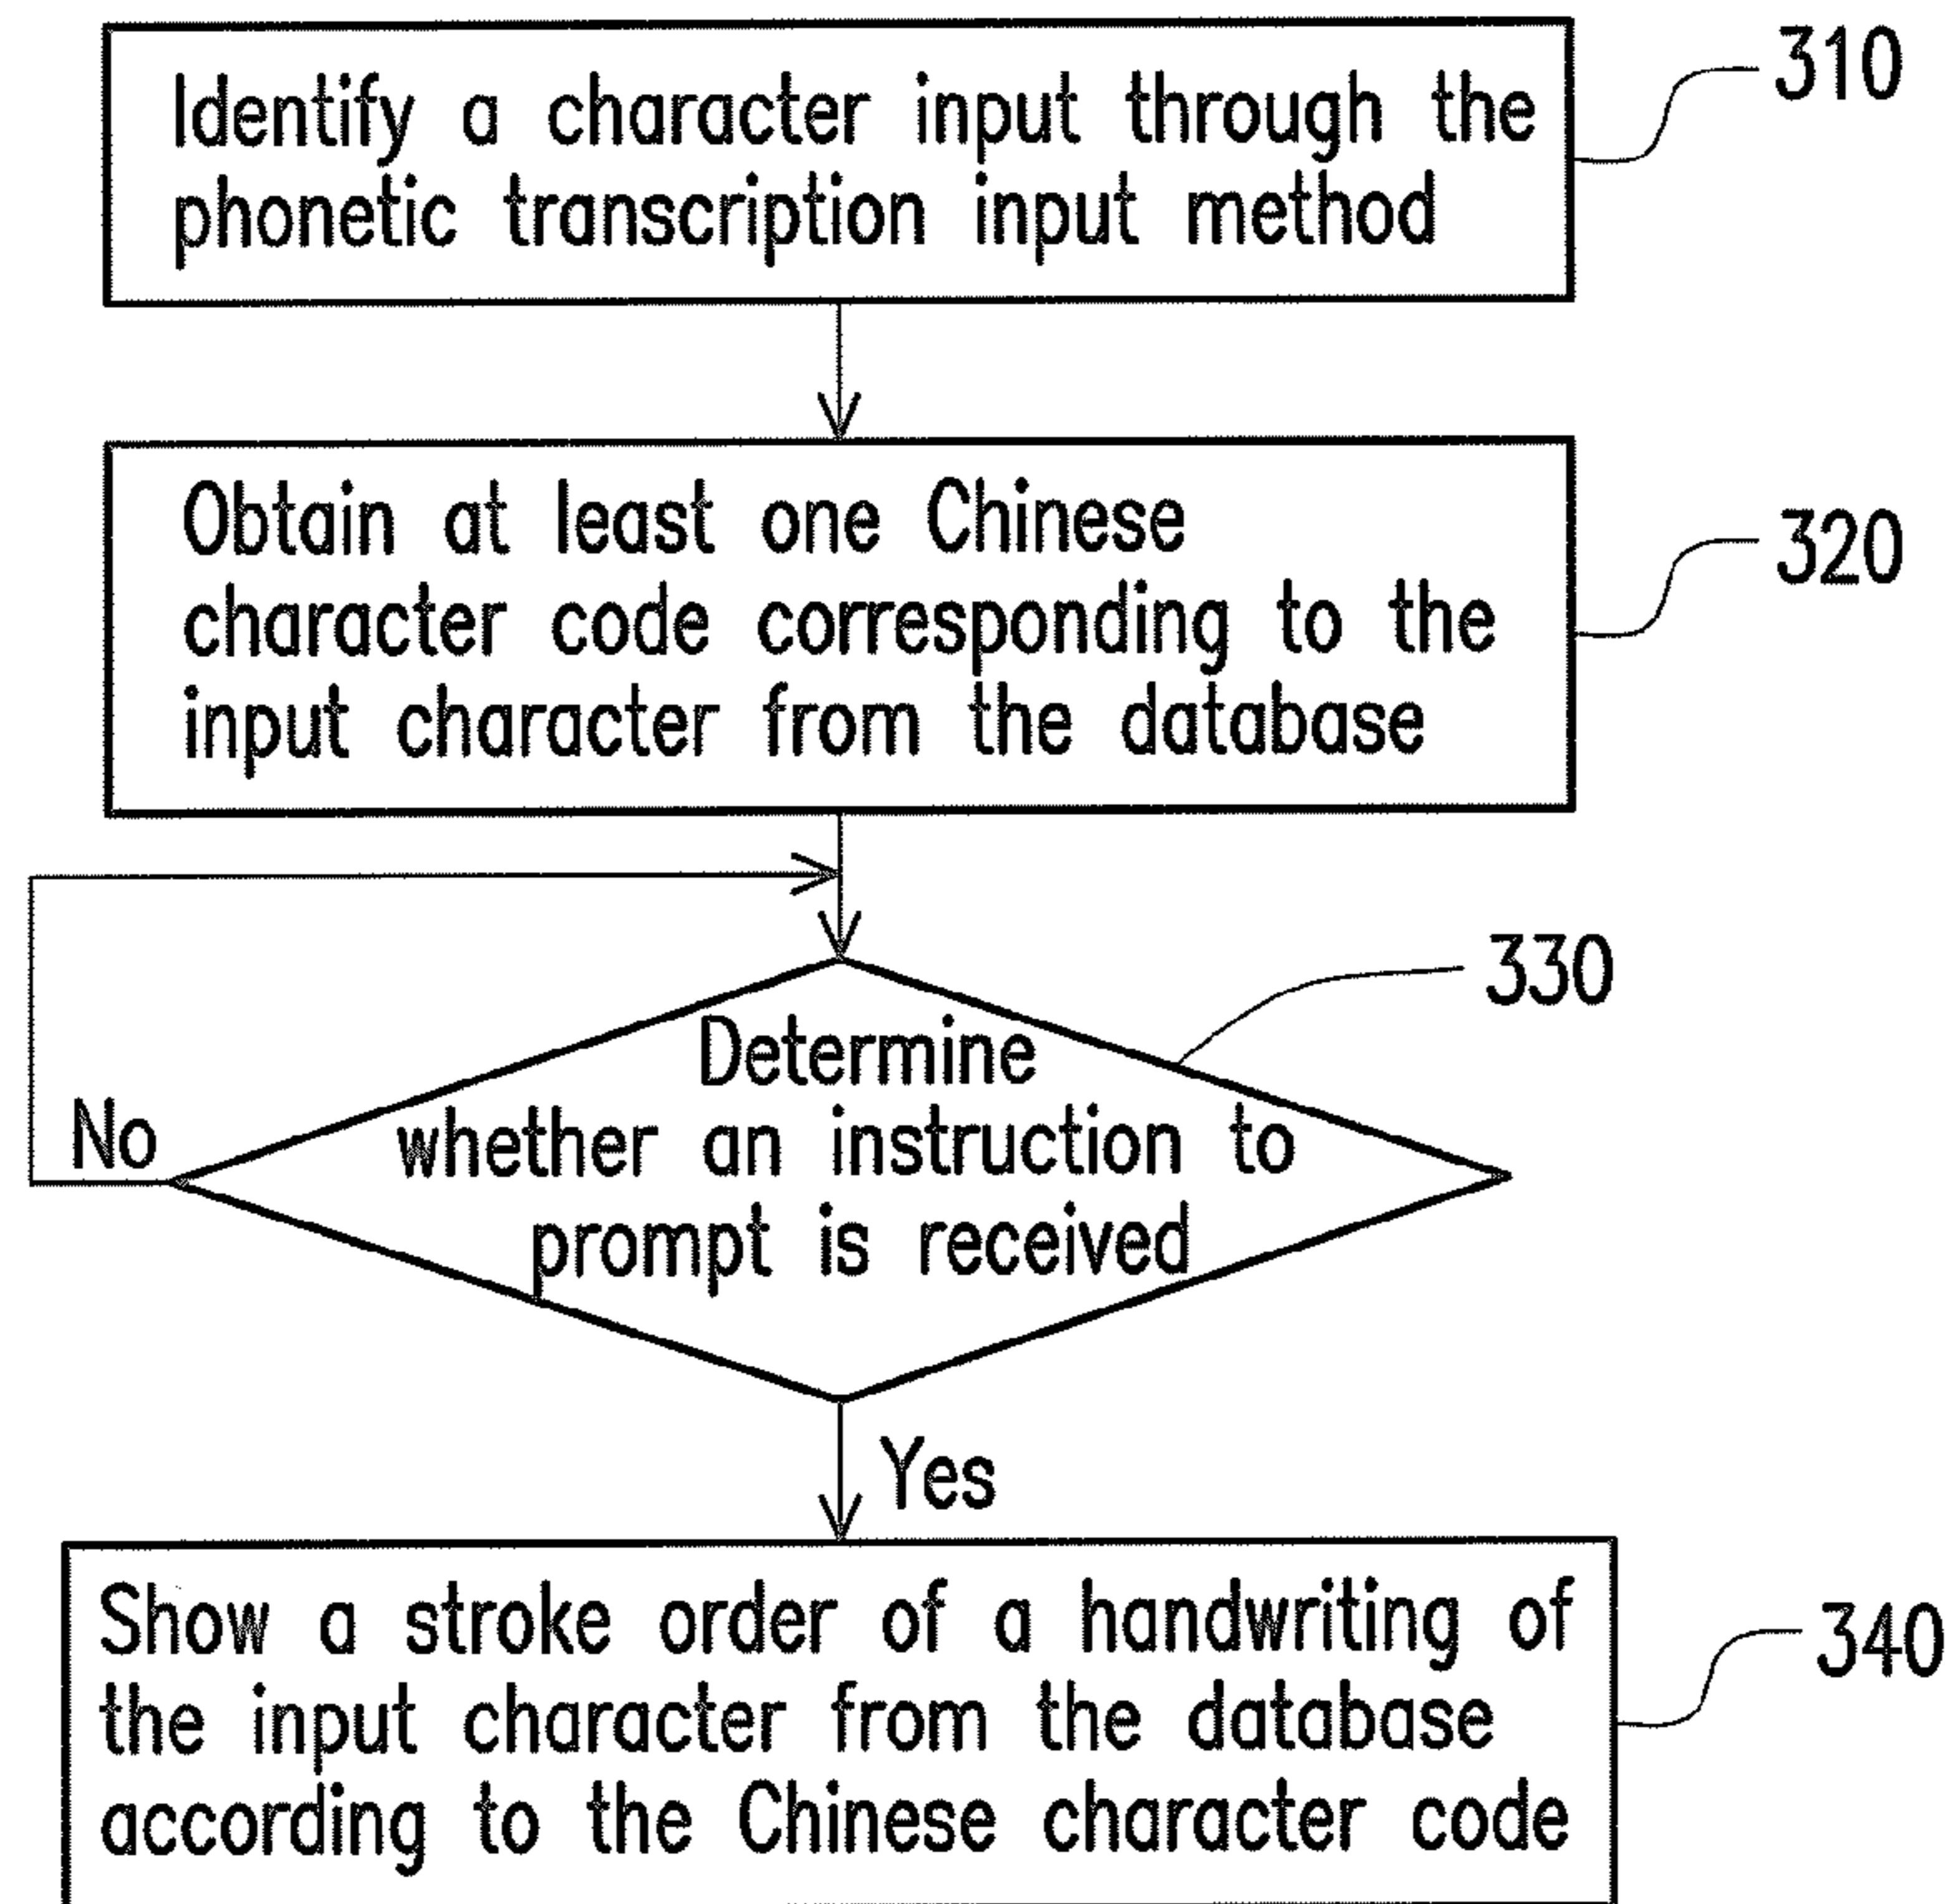 Identify a character input through the
phonetic transcription input method
310
Obtain at least one Chinese
character code corresponding to the
input character from the database
320
330
Determine
whether an instruction to
prompt is received
No
Yes
Show a stroke order of a handwriting of
the input character from the database
according to the Chinese character code
340